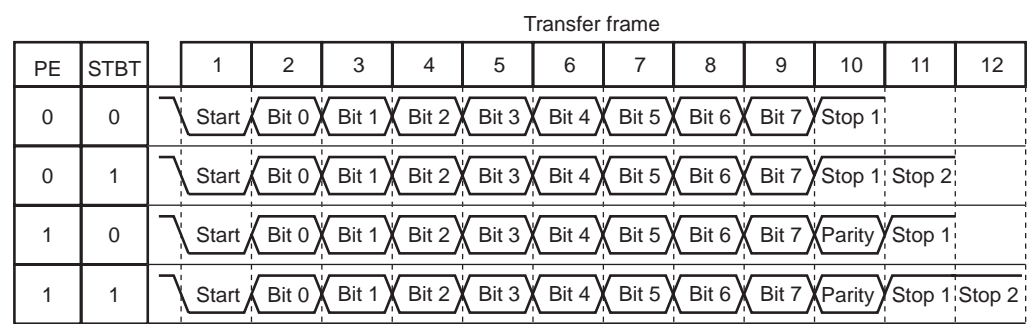 Transfer frame
PE STBT 1 2 3 4 5 6 7 8 9 10 11 12
0 0 Start Bit 0 Bit 1 Bit 2 Bit 3 Bit 4 Bit 5 Bit 6 Bit 7 Stop 1
0 1 Start Bit 0 Bit 1 Bit 2 Bit 3 Bit 4 Bit 5 Bit 6 Bit 7 Stop 1 Stop 2
1 0 Start Bit 0 Bit 1 Bit 2 Bit 3 Bit 4 Bit 5 Bit 6 Bit 7 Parity Stop 1
1 1 Start Bit 0 Bit 1 Bit 2 Bit 3 Bit 4 Bit 5 Bit 6 Bit 7 Parity Stop 1 Stop 2